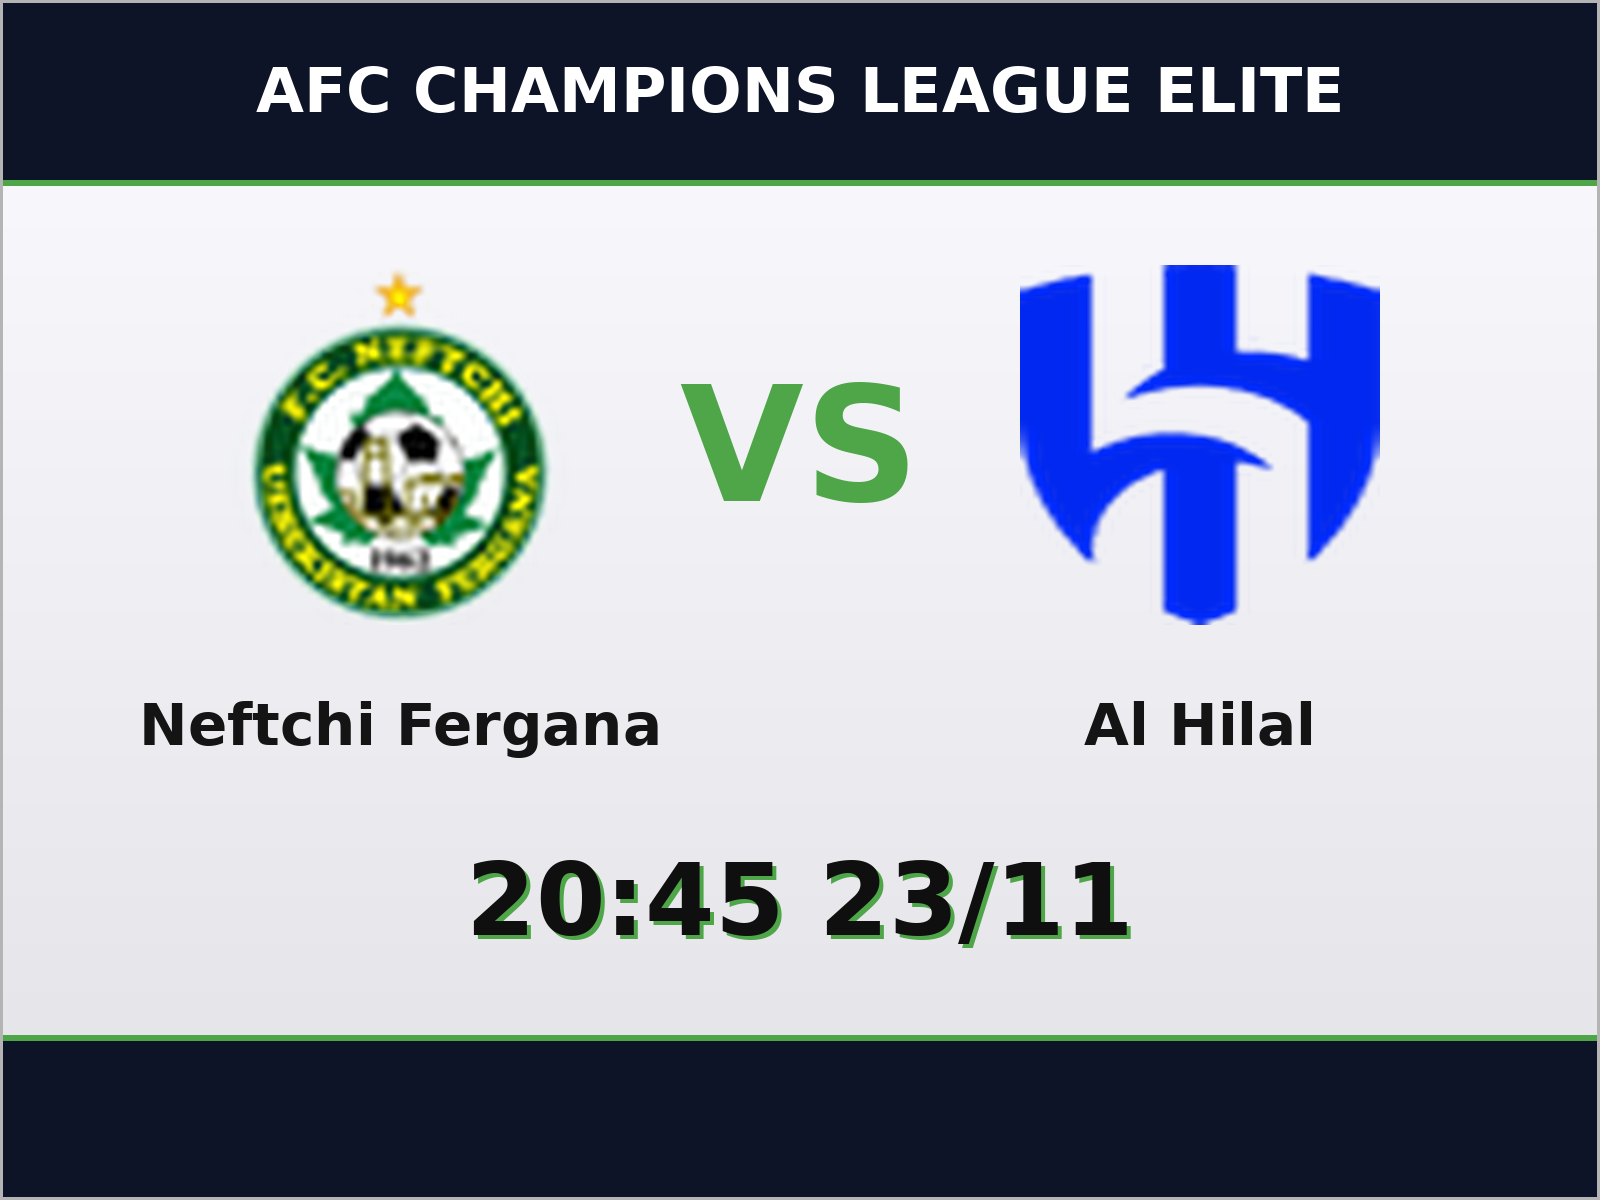 AFC CHAMPIONS LEAGUE ELITE
F.C. NEFTCHI
UZBEKISTAN FERGANA
1962
VS
Neftchi Fergana
Al Hilal
20:45 23/11